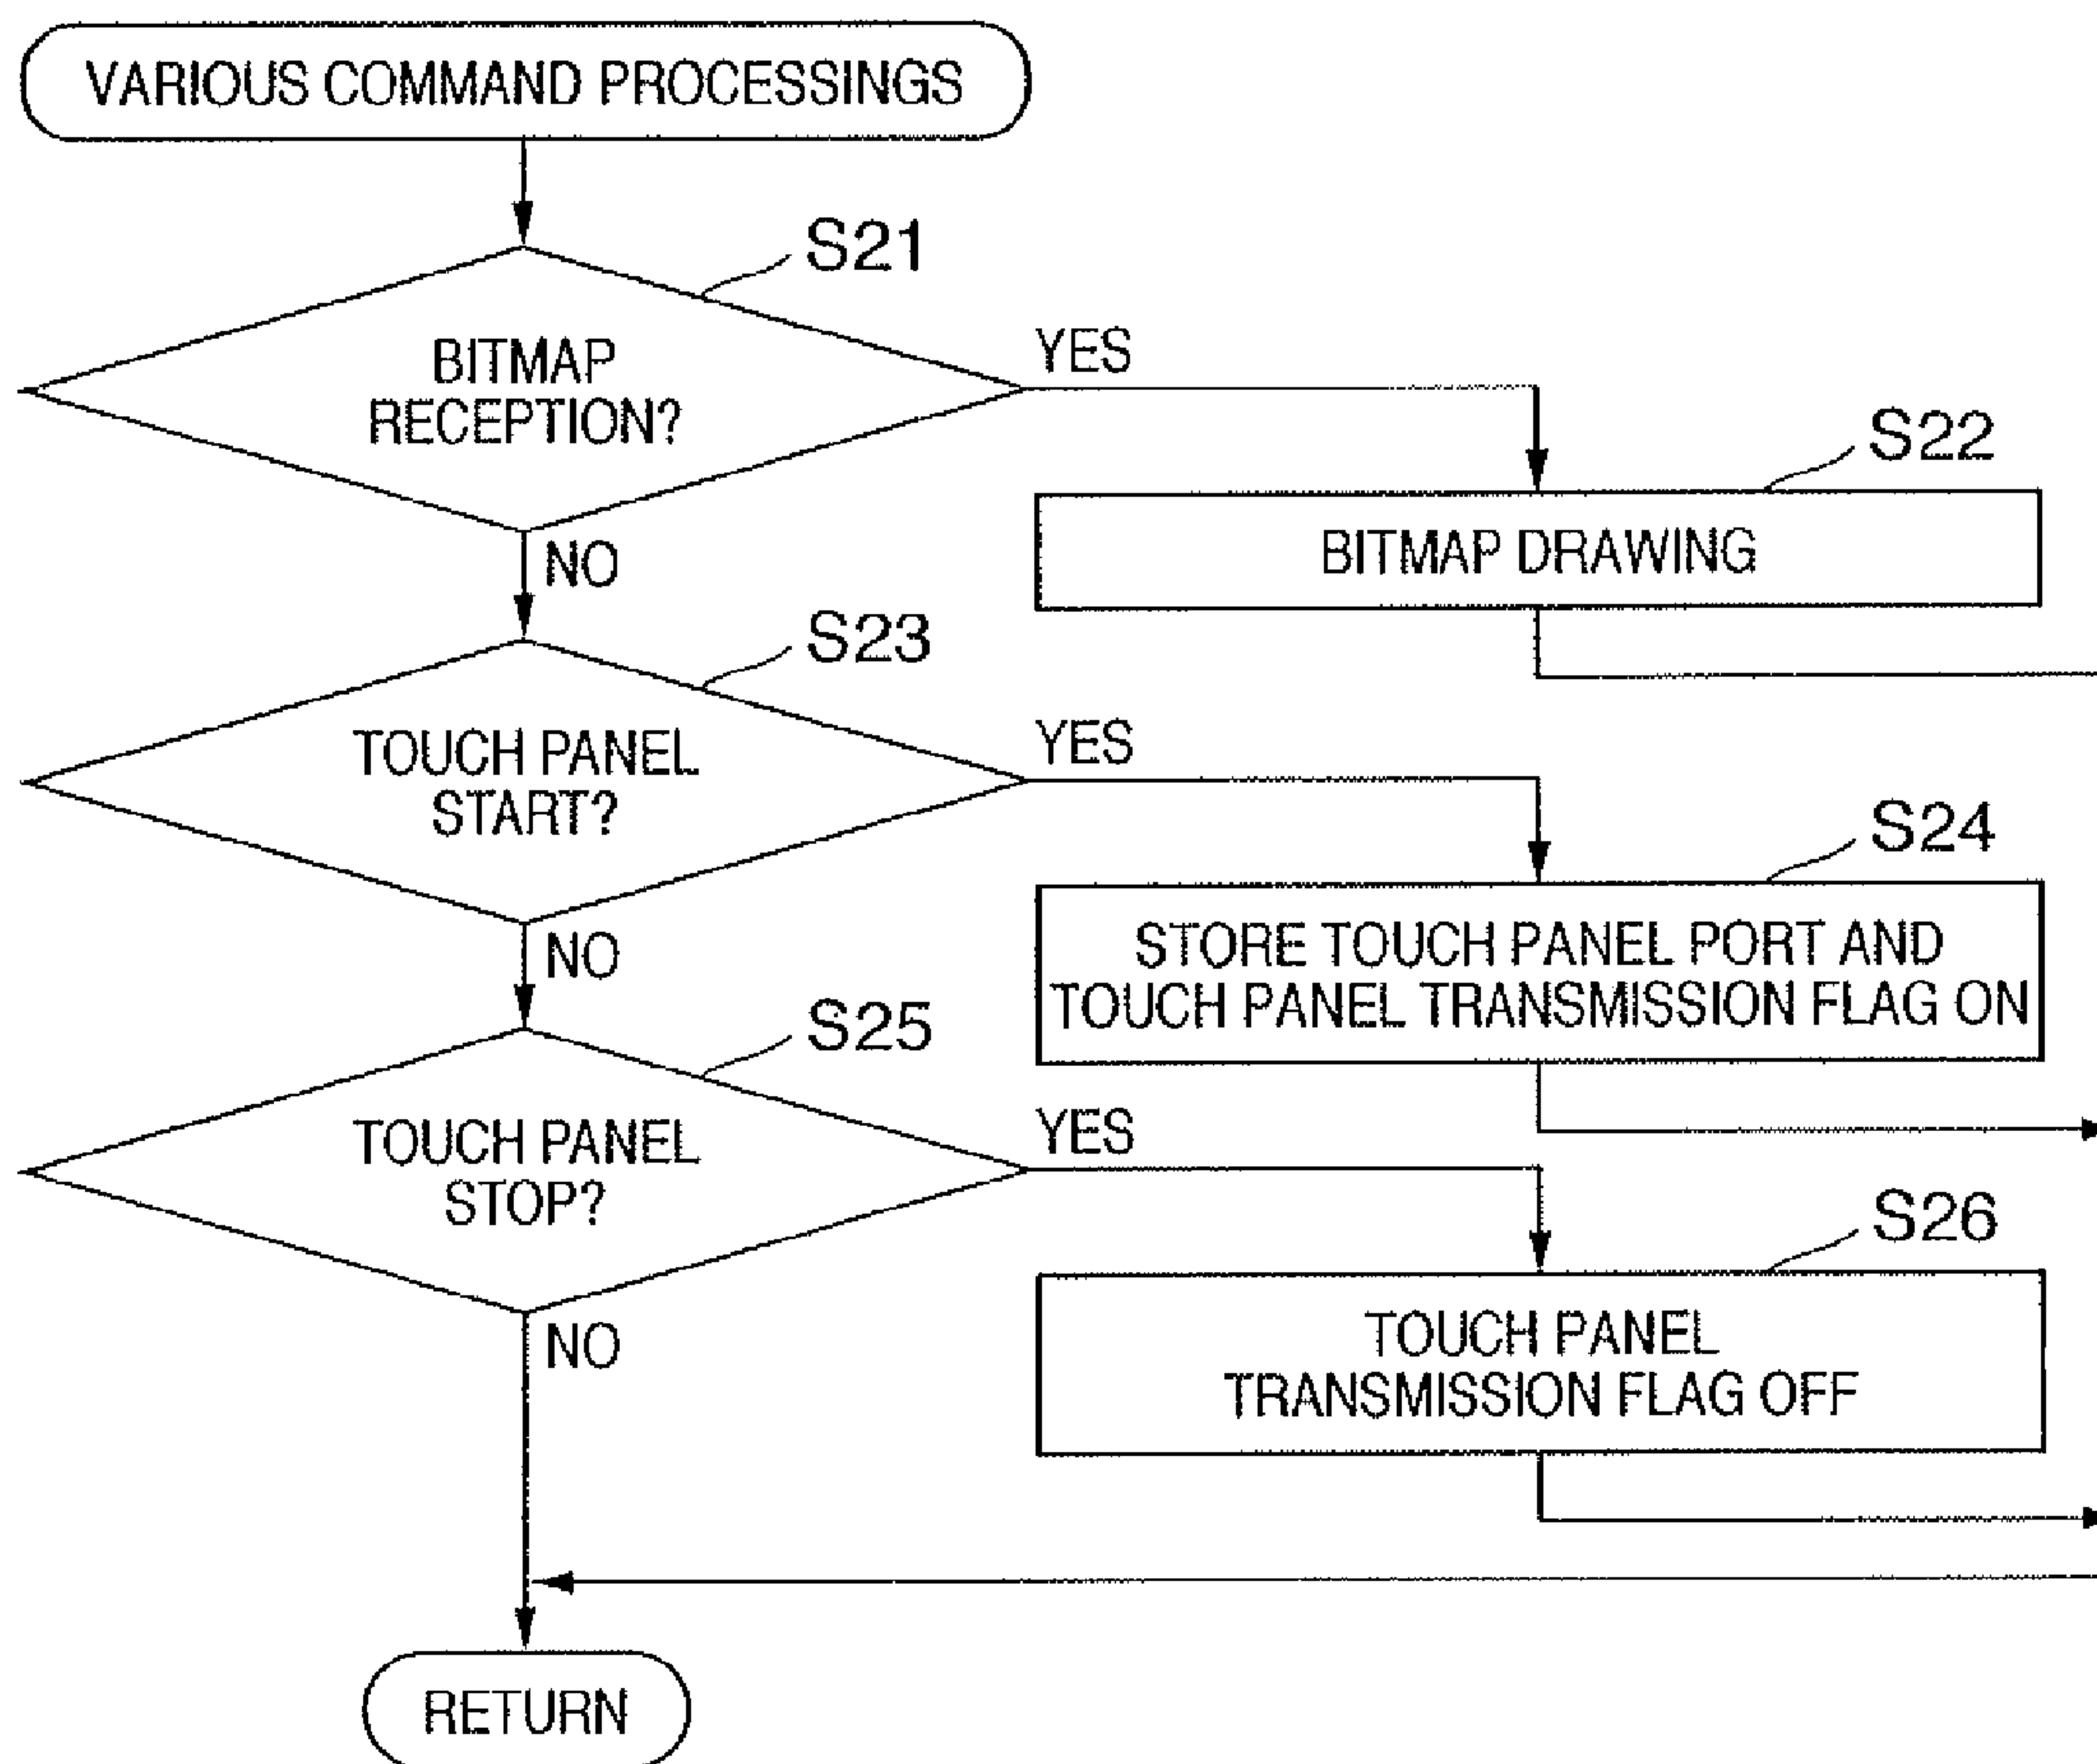 VARIOUS COMMAND PROCESSINGS
S21
BITMAP
RECEPTION?
YES
S22
BITMAP DRAWING
NO
S23
TOUCH PANEL
START?
YES
S24
STORE TOUCH PANEL PORT AND
TOUCH PANEL TRANSMISSION FLAG ON
NO
S25
TOUCH PANEL
STOP?
YES
S26
TOUCH PANEL
TRANSMISSION FLAG OFF
NO
RETURN